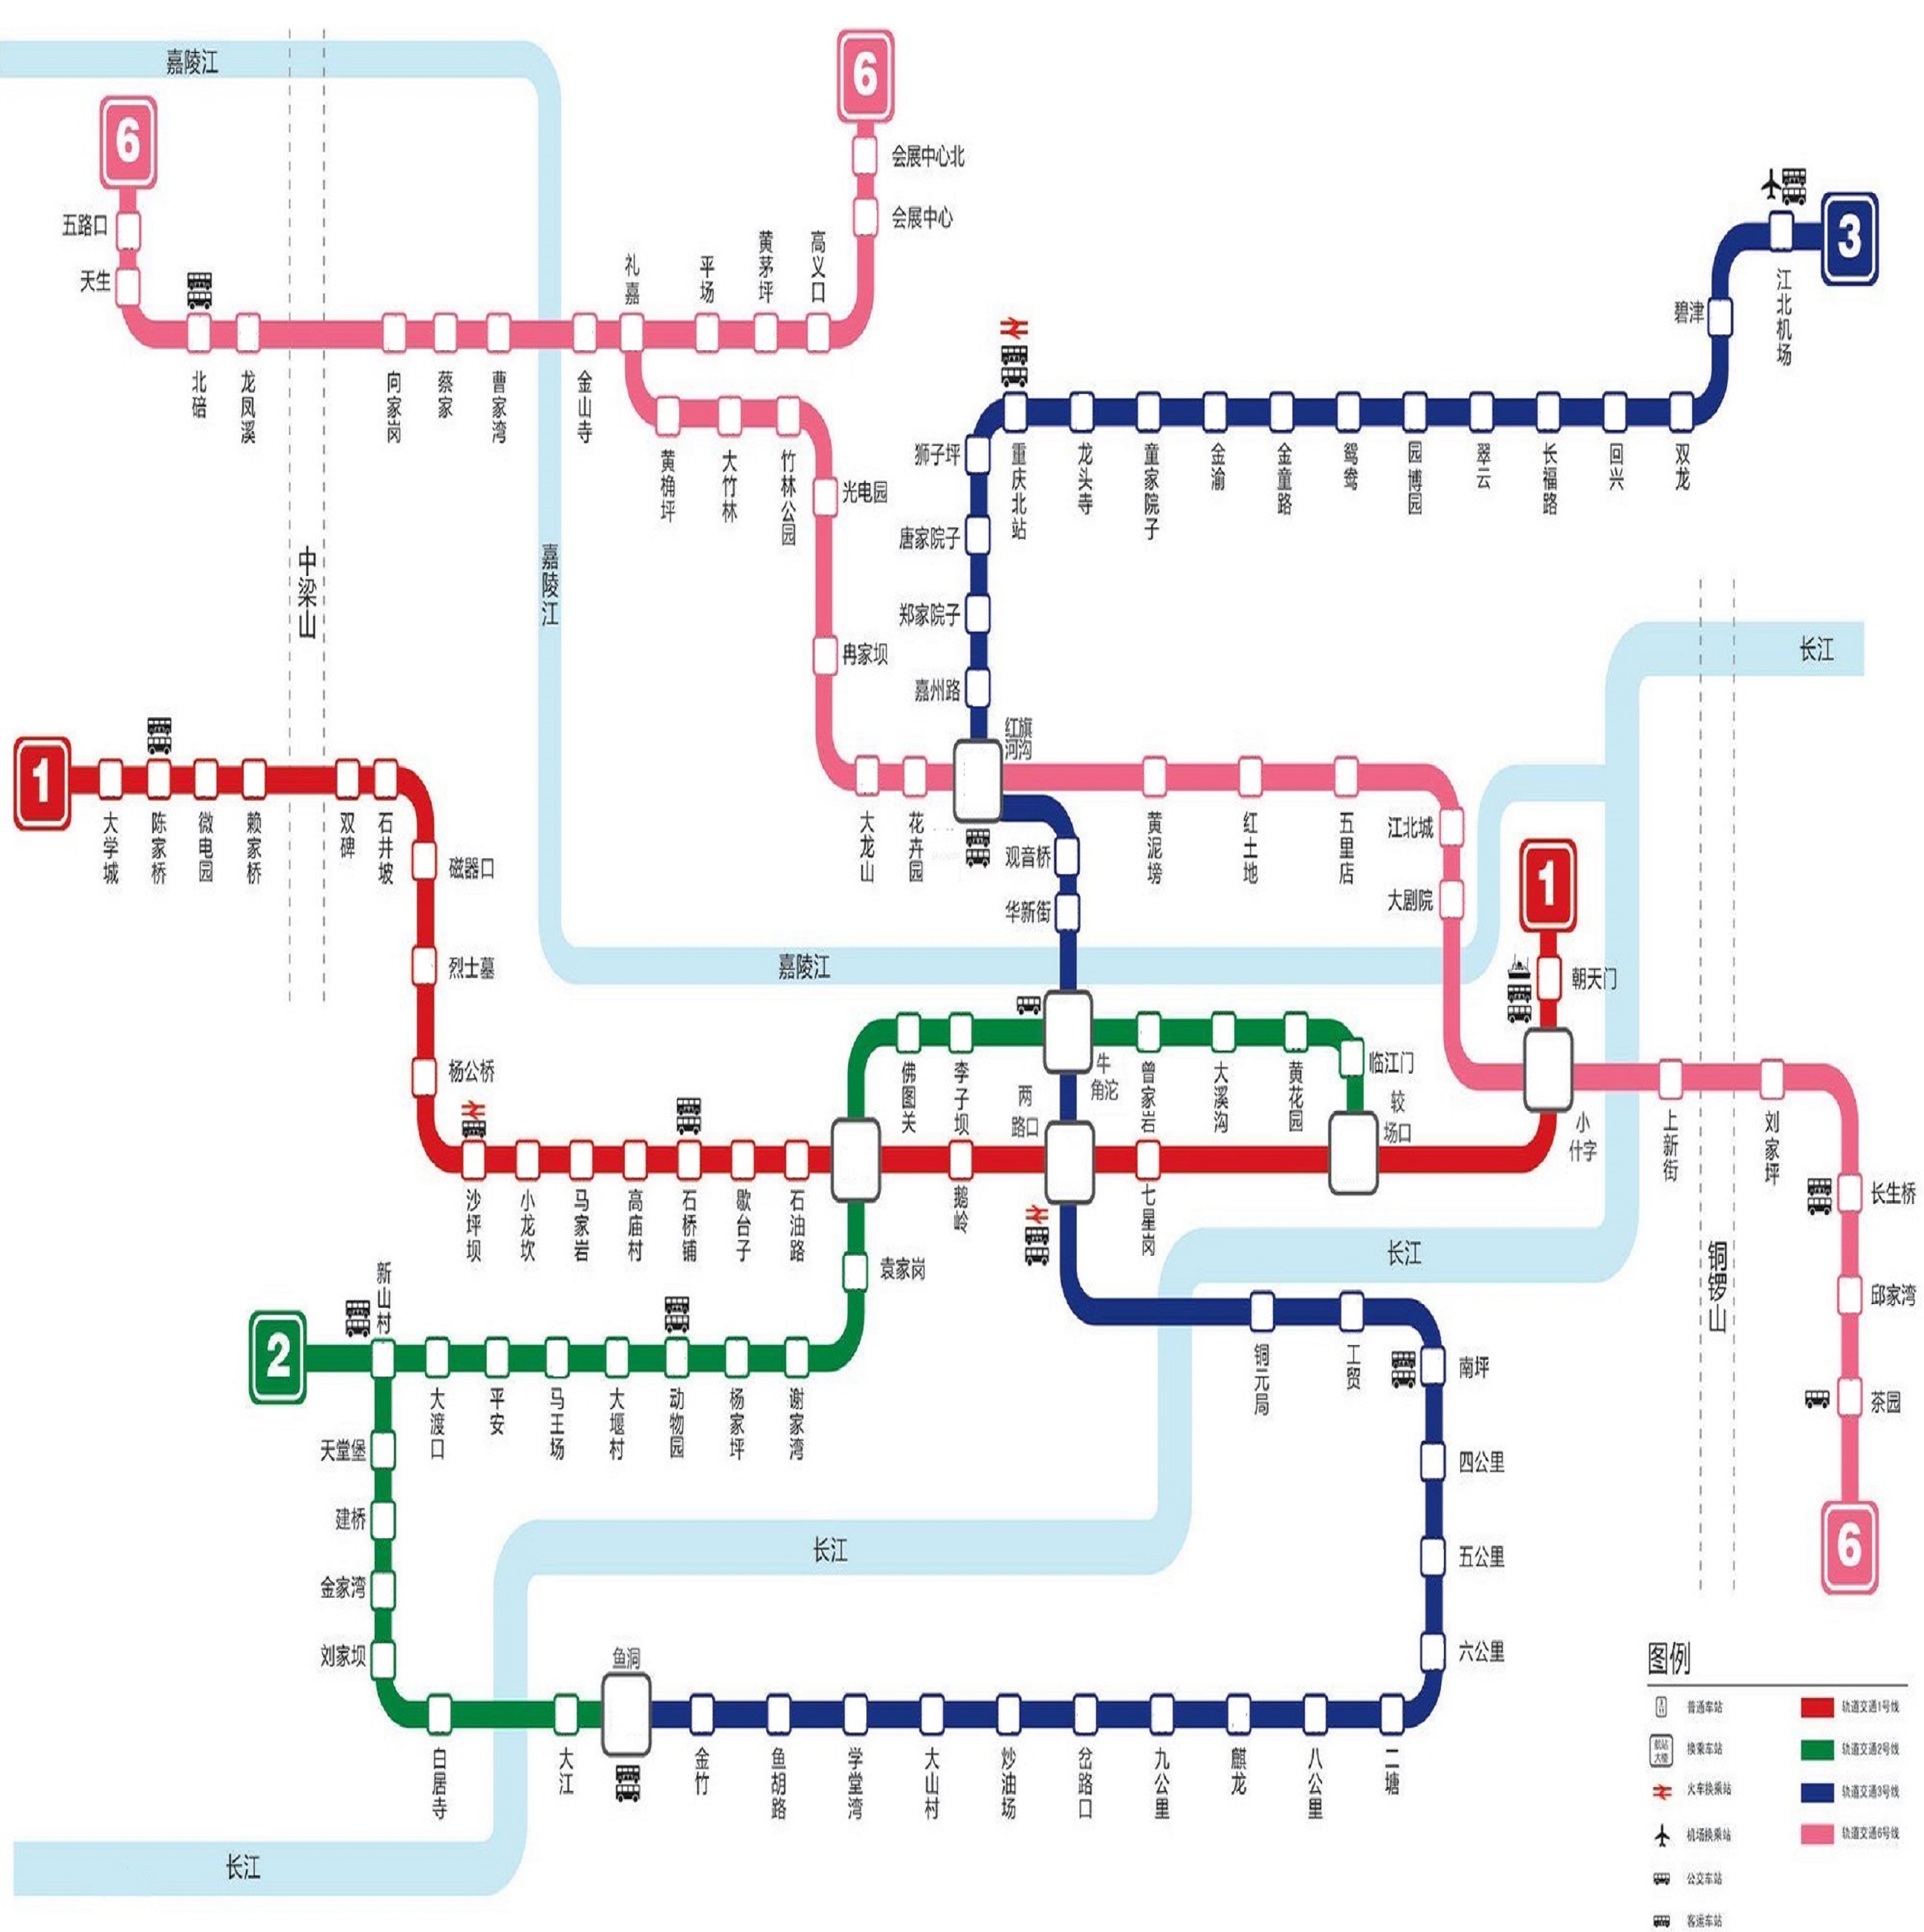 嘉陵江
6
6
会展中心北
会展中心
五路口
天生
北碚
龙凤溪
向家岗
蔡家
曹家湾
金山寺
礼嘉
平场
黄茅坪
高义口
3
江北机场
碧津
黄桷坪
大竹林
竹林公园
光电园
冉家坝
狮子坪
唐家院子
郑家院子
嘉州路
重庆北站
龙头寺
童家院子
金渝
金童路
鸳鸯
园博园
翠云
长福路
回兴
双龙
中梁山
嘉陵江
长江
红旗
河沟
1
大学城
陈家桥
微电园
赖家桥
双碑
石井坡
磁器口
烈士墓
杨公桥
大龙山
花卉园
观音桥
华新街
黄泥塝
红土地
五里店
江北城
大剧院
1
朝天门
嘉陵江
佛图关
李子坝
牛
角沱
两
路口
曾家岩
大溪沟
黄花园
临江门
较
场口
小
什字
上新街
刘家坪
长生桥
邱家湾
茶园
6
沙坪坝
小龙坎
马家岩
高庙村
石桥铺
歇台子
石油路
鹅岭
七星岗
长江
铜锣山
袁家岗
2
新山村
大渡口
平安
马王场
大堰村
动物园
杨家坪
谢家湾
铜元局
工贸
南坪
四公里
五公里
六公里
天堂堡
建桥
金家湾
刘家坝
长江
鱼洞
白居寺
大江
金竹
鱼胡路
学堂湾
大山村
炒油场
岔路口
九公里
麒龙
八公里
二塘
长江
图例
普通车站
换乘车站
火车换乘站
机场换乘站
公交车站
客运车站
轨道交通1号线
轨道交通2号线
轨道交通3号线
轨道交通6号线